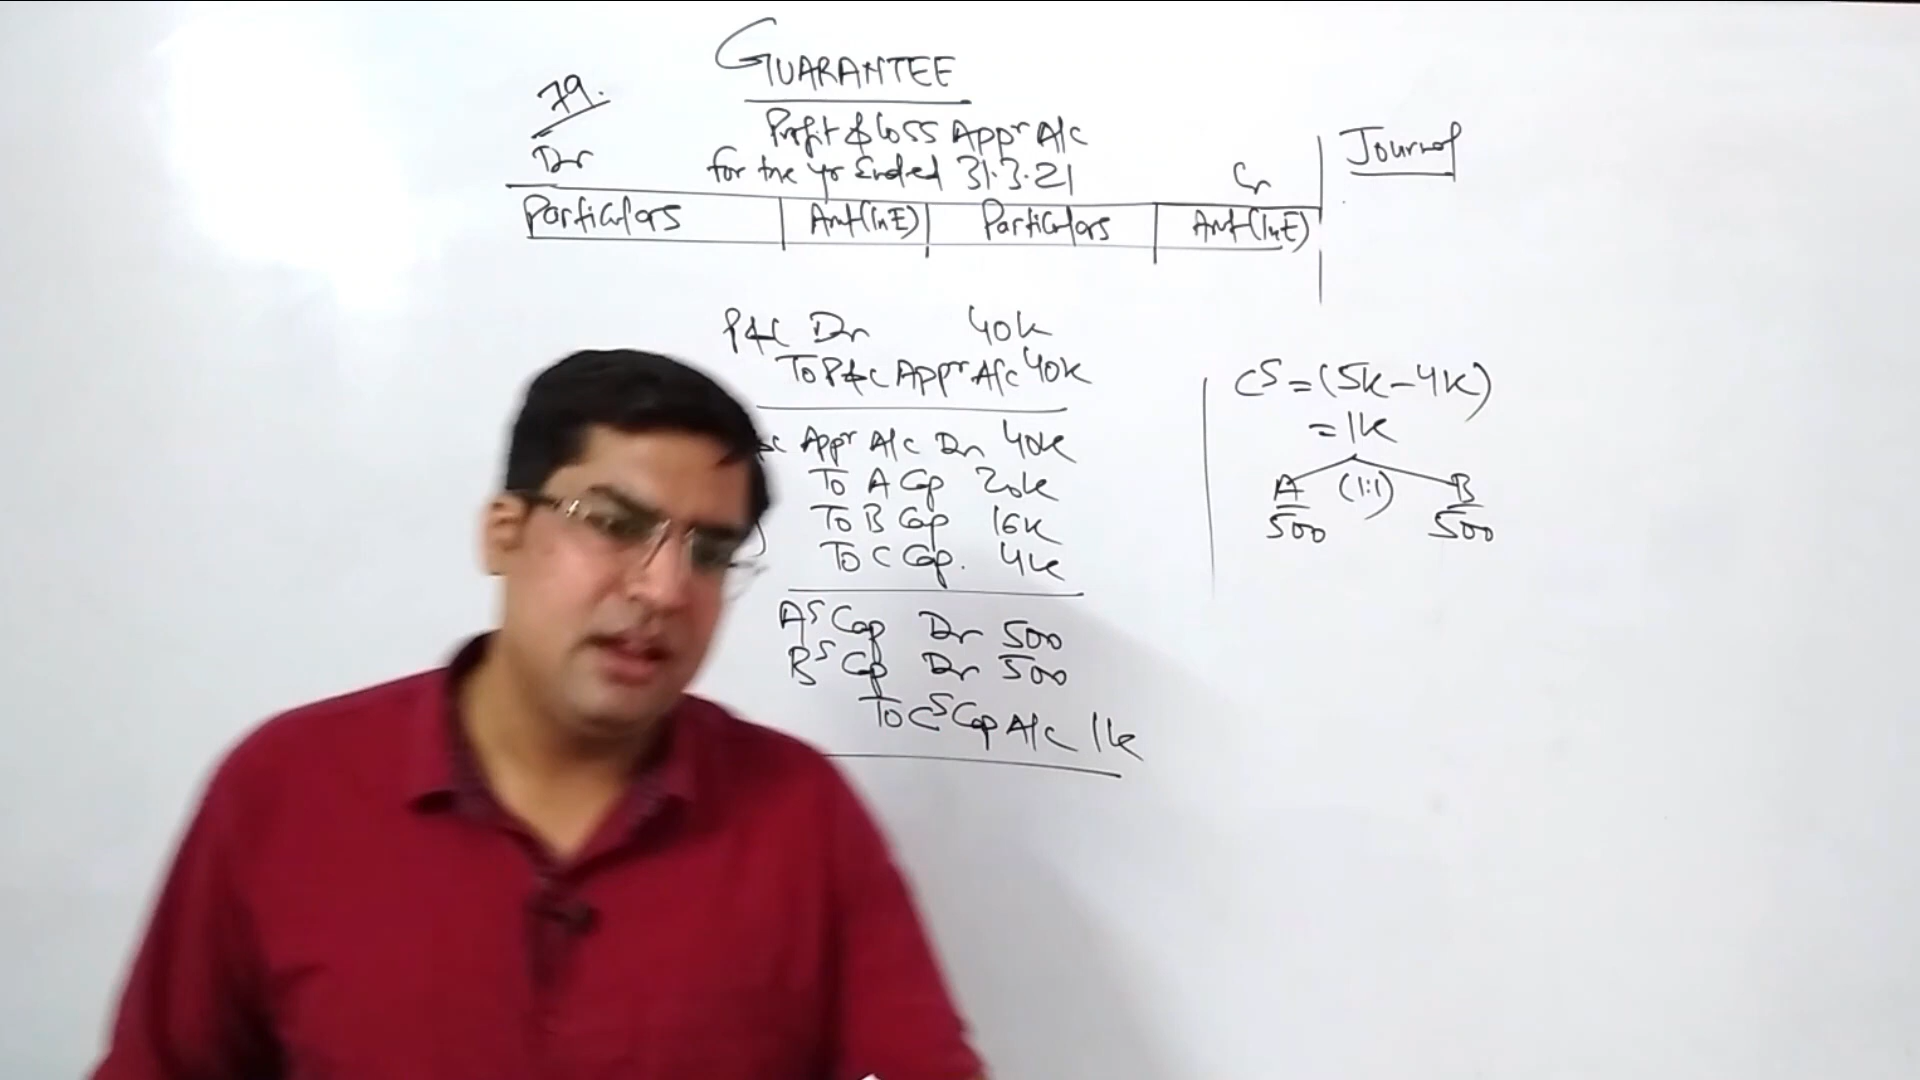 GUARANTEE
79.
Profit & Loss Appr A/c
for the yr Ended 31.3.21
Dr
Cr
Particulars Amt(in₹) Particulars Amt(in₹)
Journal
P&L Dr 40k
To P&L Appr A/c 40k
Appr A/c Dr 40k
To A Cap 20k
To B Cap 16k
To C Cap. 4k
A's Cap Dr 500
B's Cap Dr 500
To C's Cap A/c 1k
C's = (5k-4k)
= 1k
A (1:1) B
500 500